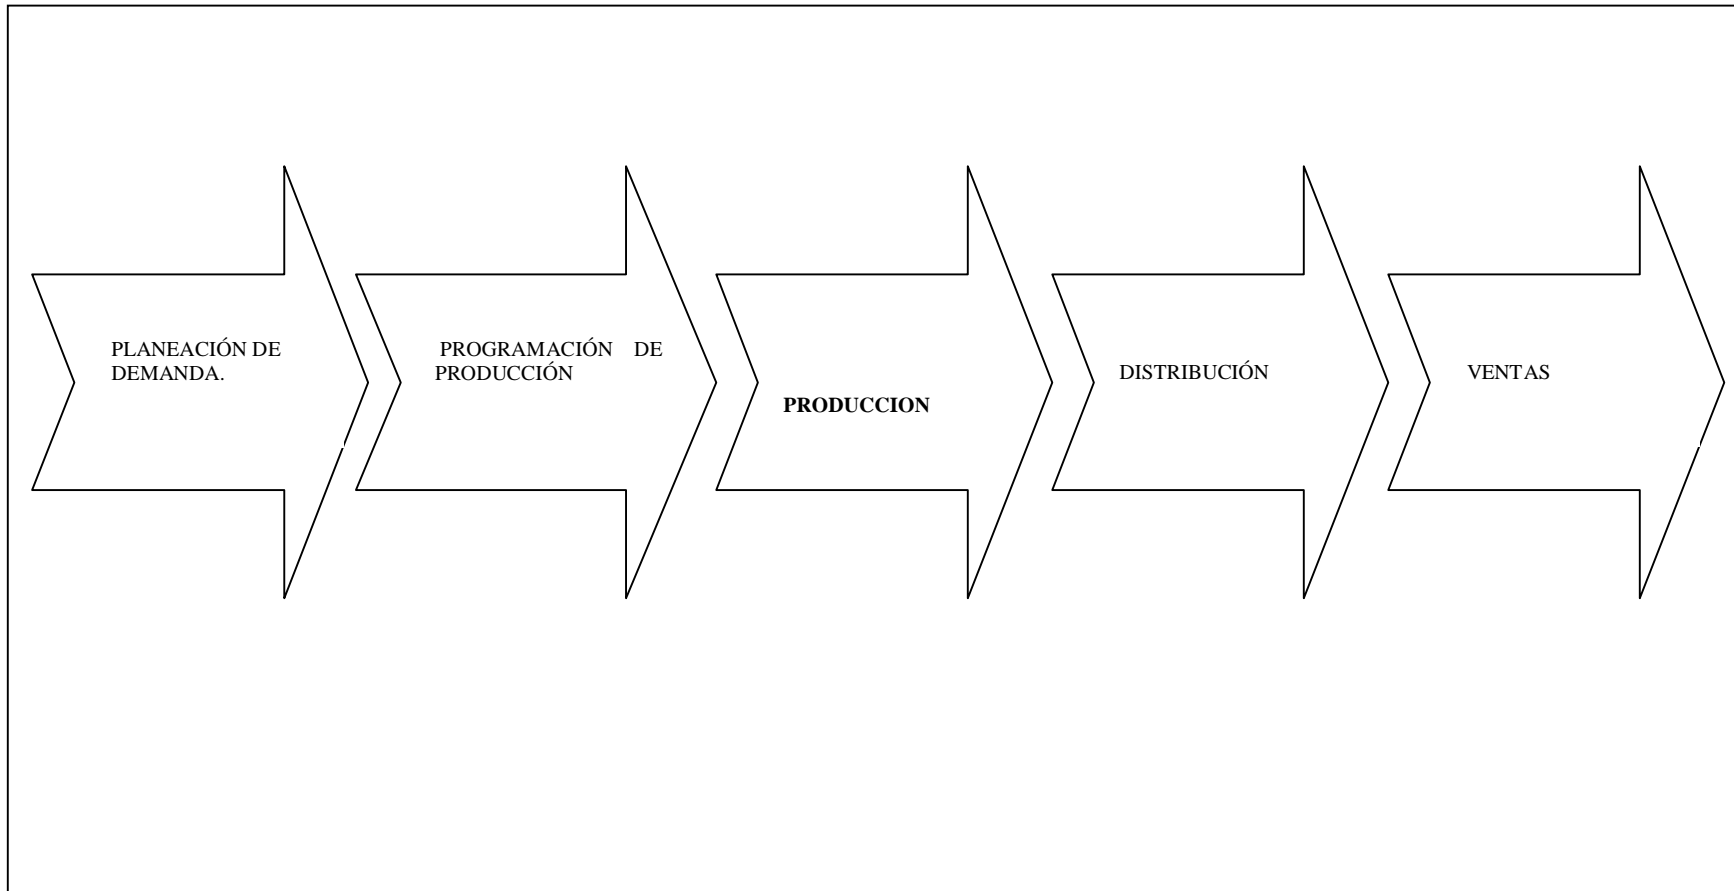 PLANEACIÓN DE
DEMANDA.
PROGRAMACIÓN DE
PRODUCCIÓN
PRODUCCION
DISTRIBUCIÓN
VENTAS